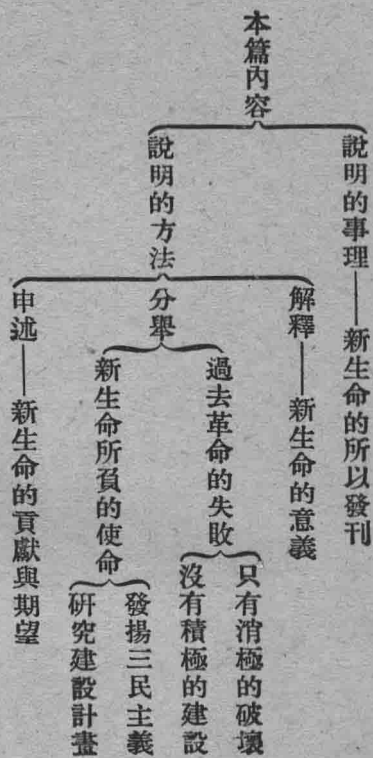 本篇內容
說明的事理——新生命的所以發刊
說明的方法
解釋——新生命的意義
分舉
過去革命的失敗
只有消極的破壞
沒有積極的建設
新生命所負的使命
發揚三民主義
研究建設計畫
申述——新生命的貢獻與期望